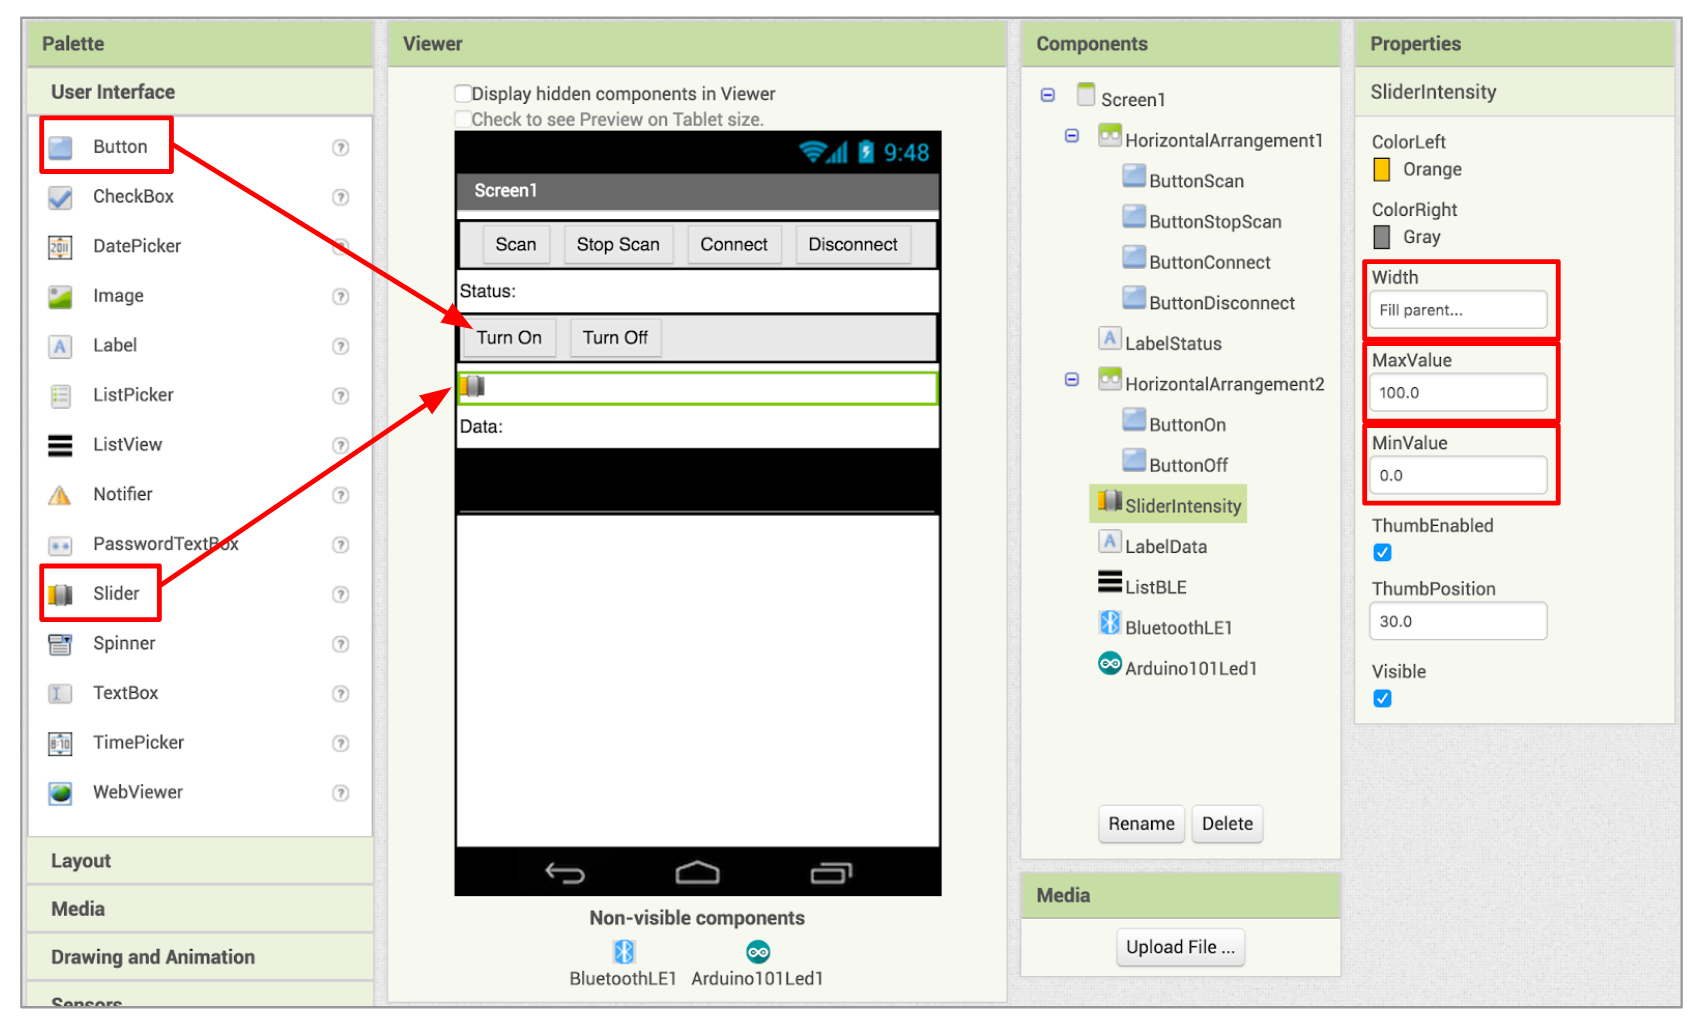 Palette
User Interface
Button
CheckBox
DatePicker
Image
Label
ListPicker
ListView
Notifier
PasswordTextBox
Slider
Spinner
TextBox
TimePicker
WebViewer
Layout
Media
Drawing and Animation
Sensors
Viewer
Display hidden components in Viewer
Check to see Preview on Tablet size.
9:48
Screen1
Scan Stop Scan Connect Disconnect
Status:
Turn On Turn Off
Data:
Non-visible components
BluetoothLE1 Arduino101Led1
Components
Screen1
HorizontalArrangement1
ButtonScan
ButtonStopScan
ButtonConnect
ButtonDisconnect
LabelStatus
HorizontalArrangement2
ButtonOn
ButtonOff
SliderIntensity
LabelData
ListBLE
BluetoothLE1
Arduino101Led1
Rename Delete
Media
Upload File ...
Properties
SliderIntensity
ColorLeft
Orange
ColorRight
Gray
Width
Fill parent...
MaxValue
100.0
MinValue
0.0
ThumbEnabled
ThumbPosition
30.0
Visible